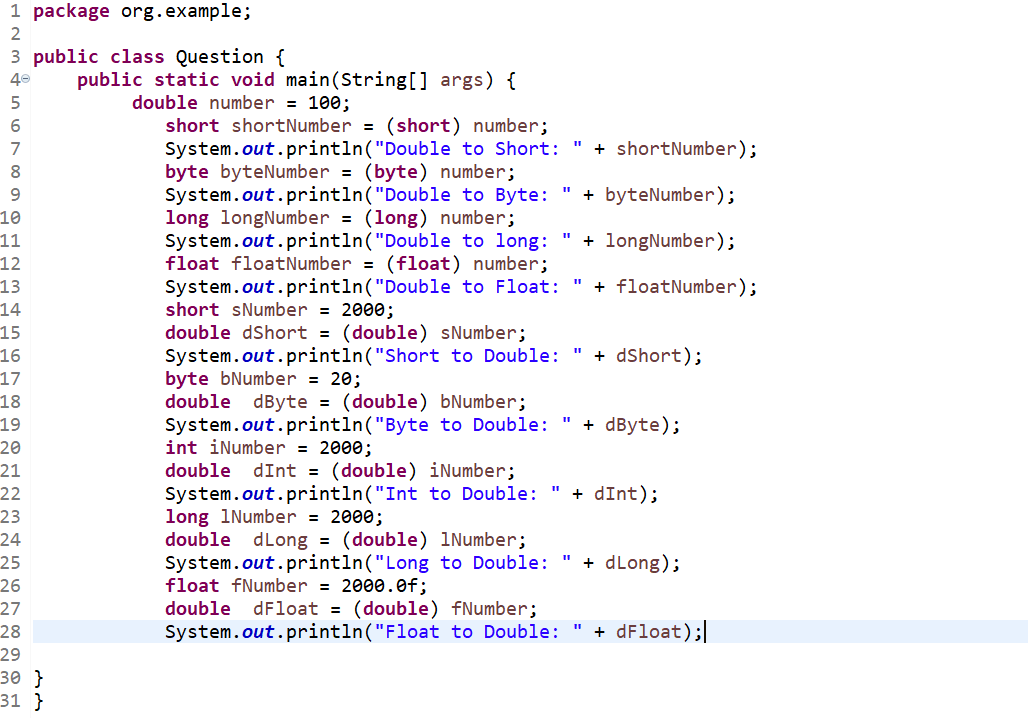 1 package org.example;
2
3 public class Question {
4 public static void main(String[] args) {
5 double number = 100;
6 short shortNumber = (short) number;
7 System.out.println("Double to Short: " + shortNumber);
8 byte byteNumber = (byte) number;
9 System.out.println("Double to Byte: " + byteNumber);
10 long longNumber = (long) number;
11 System.out.println("Double to long: " + longNumber);
12 float floatNumber = (float) number;
13 System.out.println("Double to Float: " + floatNumber);
14 short sNumber = 2000;
15 double dShort = (double) sNumber;
16 System.out.println("Short to Double: " + dShort);
17 byte bNumber = 20;
18 double  dByte = (double) bNumber;
19 System.out.println("Byte to Double: " + dByte);
20 int iNumber = 2000;
21 double  dInt = (double) iNumber;
22 System.out.println("Int to Double: " + dInt);
23 long lNumber = 2000;
24 double  dLong = (double) lNumber;
25 System.out.println("Long to Double: " + dLong);
26 float fNumber = 2000.0f;
27 double  dFloat = (double) fNumber;
28 System.out.println("Float to Double: " + dFloat);
29
30 }
31 }